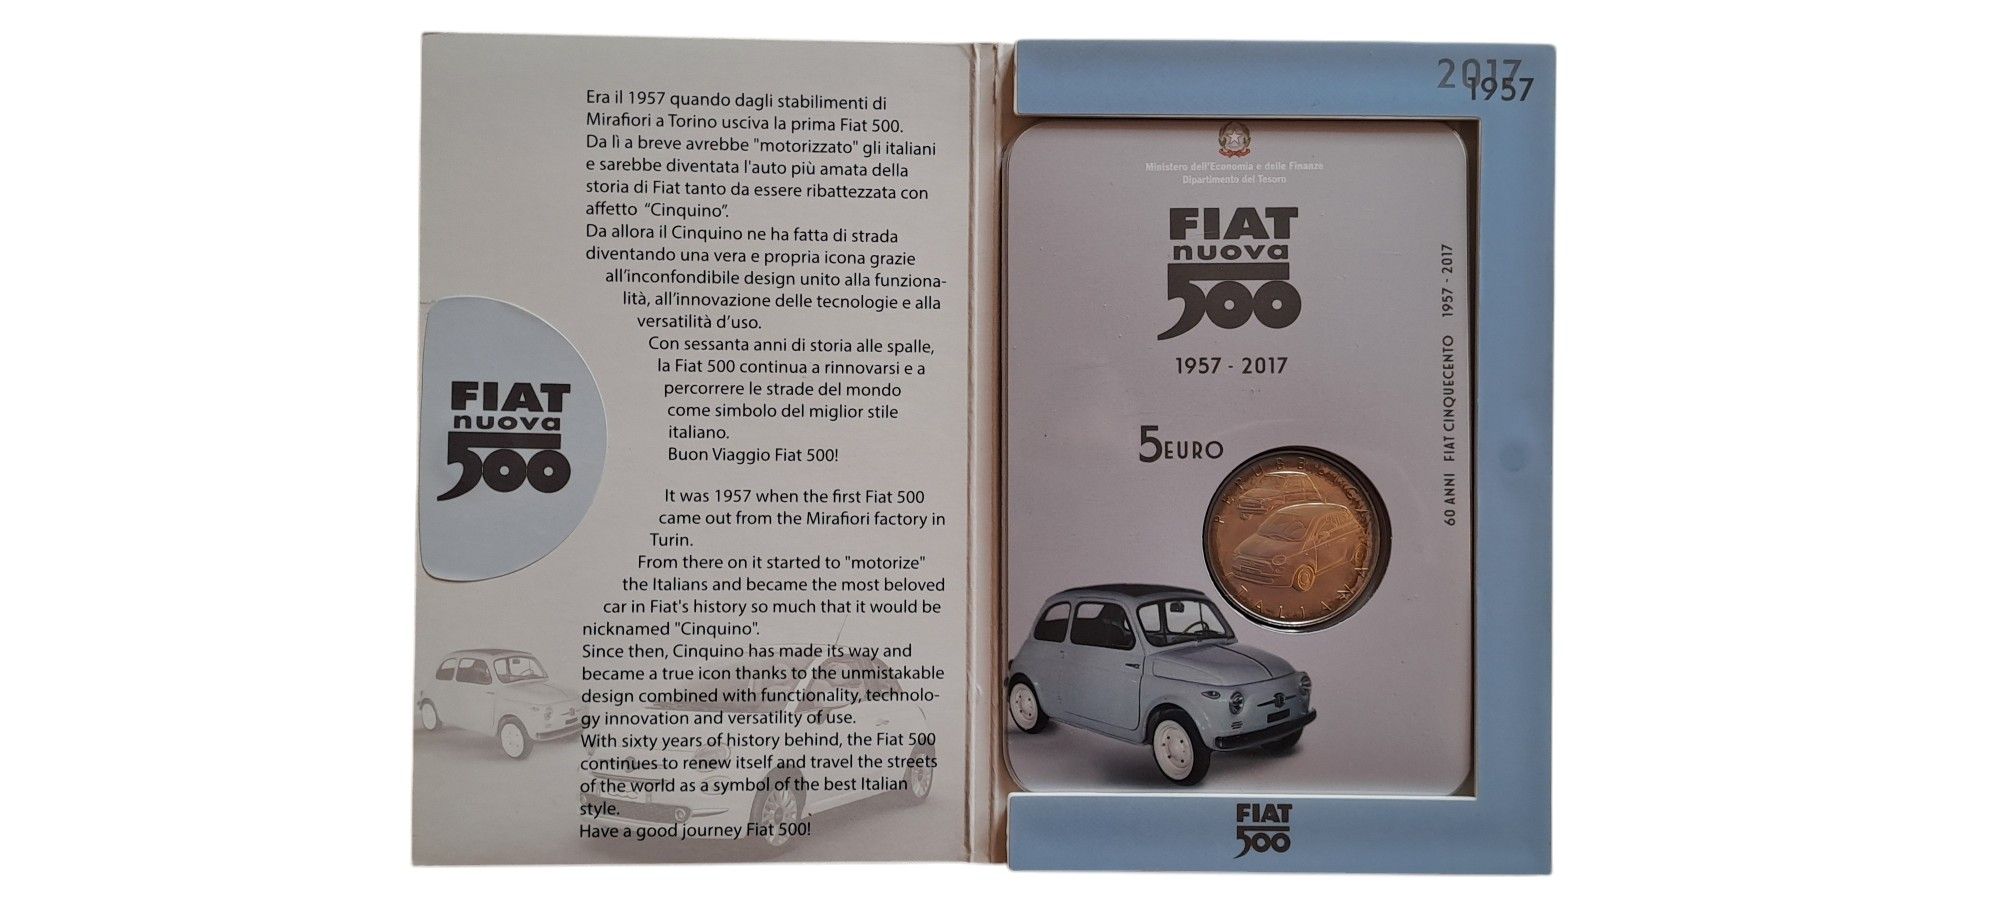 Era il 1957 quando dagli stabilimenti di
Mirafiori a Torino usciva la prima Fiat 500.
Da lì a breve avrebbe "motorizzato" gli italiani
e sarebbe diventata l'auto più amata della
storia di Fiat tanto da essere ribattezzata con
affetto “Cinquino”.
Da allora il Cinquino ne ha fatta di strada
diventando una vera e propria icona grazie
all’inconfondibile design unito alla funziona-
lità, all’innovazione delle tecnologie e alla
versatilità d’uso.
Con sessanta anni di storia alle spalle,
la Fiat 500 continua a rinnovarsi e a
percorrere le strade del mondo
come simbolo del miglior stile
italiano.
Buon Viaggio Fiat 500!
It was 1957 when the first Fiat 500
came out from the Mirafiori factory in
Turin.
From there on it started to "motorize"
the Italians and became the most beloved
car in Fiat's history so much that it would be
nicknamed "Cinquino".
Since then, Cinquino has made its way and
became a true icon thanks to the unmistakable
design combined with functionality, technolo-
gy innovation and versatility of use.
With sixty years of history behind, the Fiat 500
continues to renew itself and travel the streets
of the world as a symbol of the best Italian
style.
Have a good journey Fiat 500!
FIAT
nuova
500
2017
1957
Ministero dell'Economia e delle Finanze
Dipartimento del Tesoro
FIAT
nuova
500
1957 - 2017
5 EURO
REPUBBLICA
ITALIANA
60 ANNI FIAT CINQUECENTO 1957 - 2017
FIAT
500